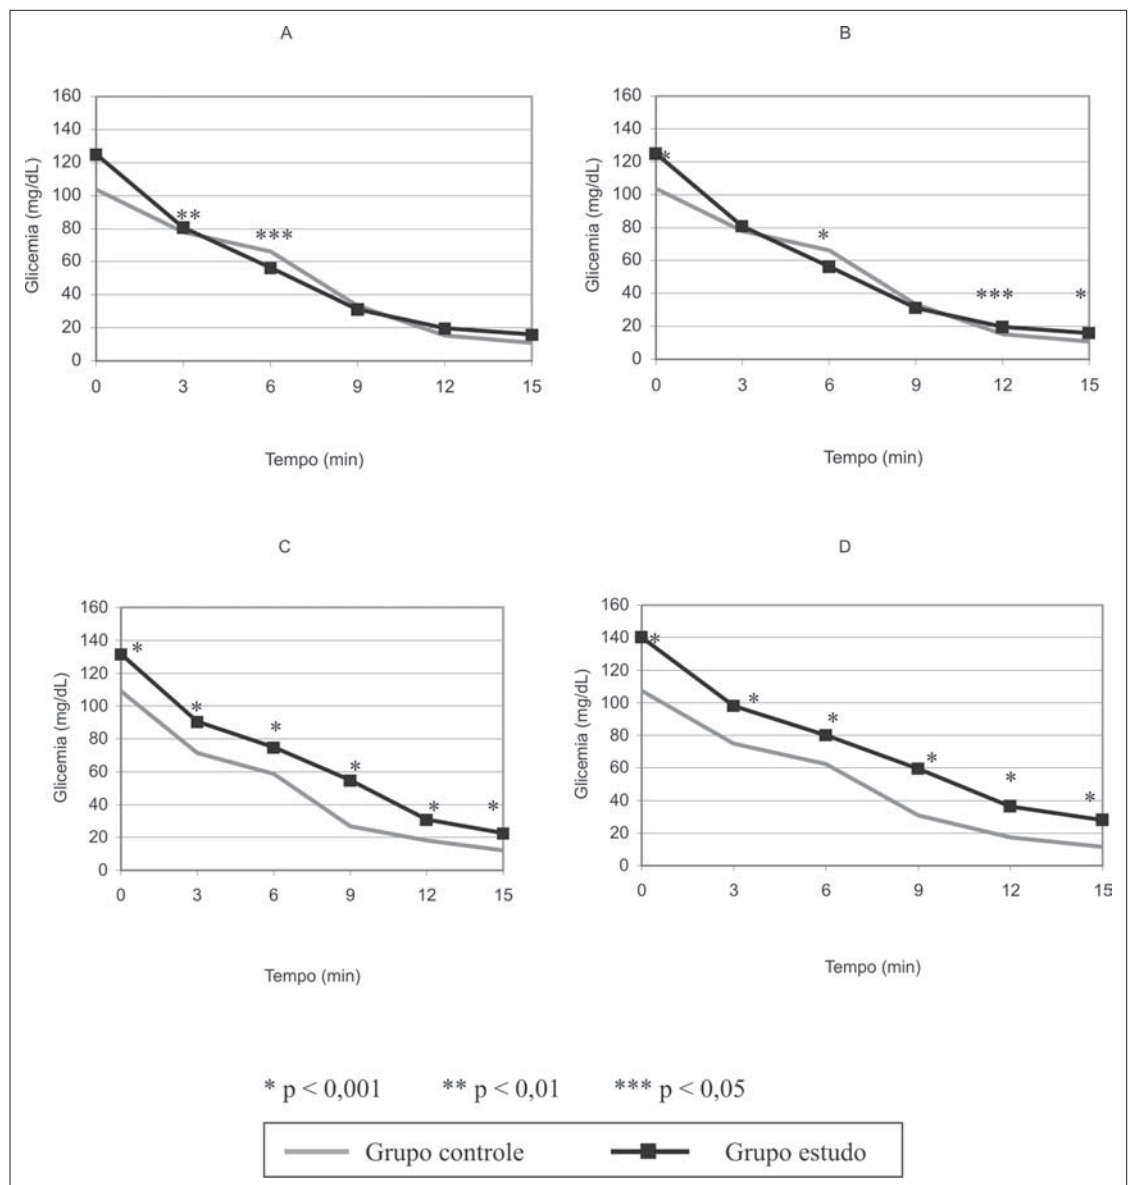 A
B
Glicemia (mg/dL)
160
140
120
100
80
60
40
20
0
*** 
**
0 3 6 9 12 15
Tempo (min)
Glicemia (mg/dL)
160
140
120
100
80
60
40
20
0
*
*
*** *
0 3 6 9 12 15
Tempo (min)
C
D
Glicemia (mg/dL)
160
140
120
100
80
60
40
20
0
*
*
*
*
*
*
0 3 6 9 12 15
Tempo (min)
Glicemia (mg/dL)
160
140
120
100
80
60
40
20
0
*
*
*
*
*
*
0 3 6 9 12 15
Tempo (min)
* p < 0,001 ** p < 0,01 *** p < 0,05
Grupo controle Grupo estudo